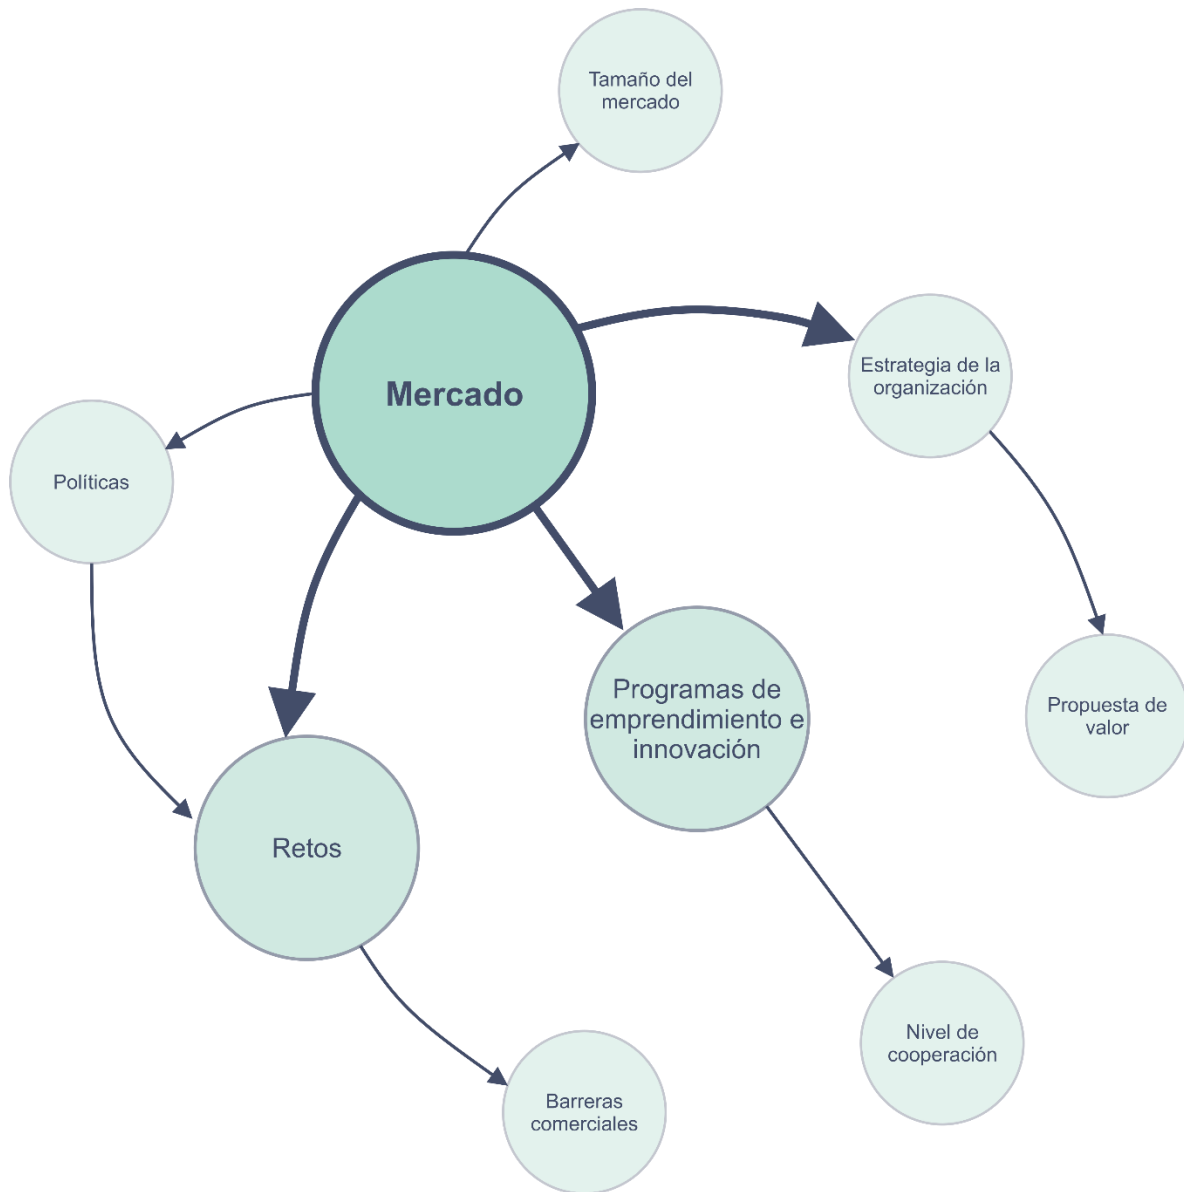 Tamaño del
mercado
Mercado
Estrategia de la
organización
Políticas
Programas de
emprendimiento e
innovación
Propuesta de
valor
Retos
Nivel de
cooperación
Barreras
comerciales